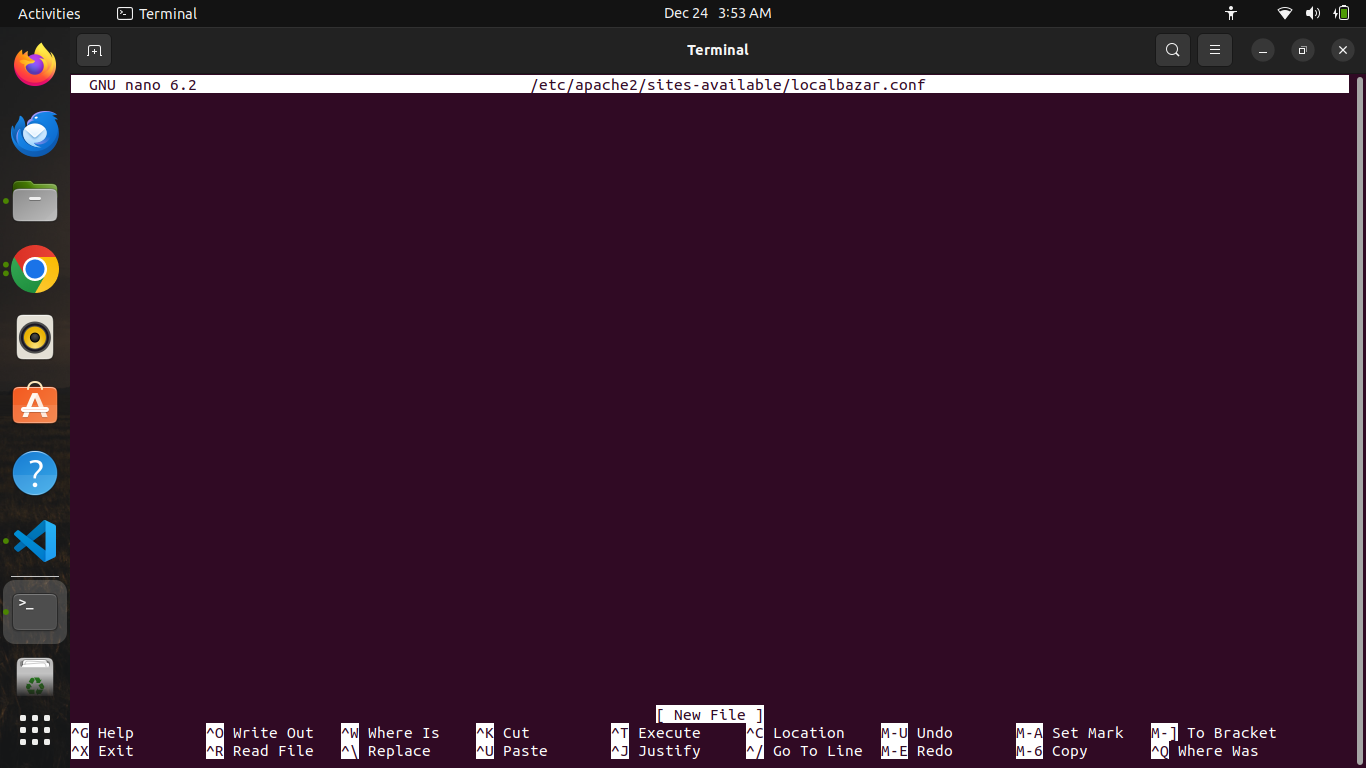 Activities Terminal Dec 24 3:53 AM
Terminal
GNU nano 6.2 /etc/apache2/sites-available/localbazar.conf
[ New File ]
^G Help ^O Write Out ^W Where Is ^K Cut ^T Execute ^C Location M-U Undo M-A Set Mark M-] To Bracket
^X Exit ^R Read File ^\ Replace ^U Paste ^J Justify ^/ Go To Line M-E Redo M-6 Copy ^Q Where Was